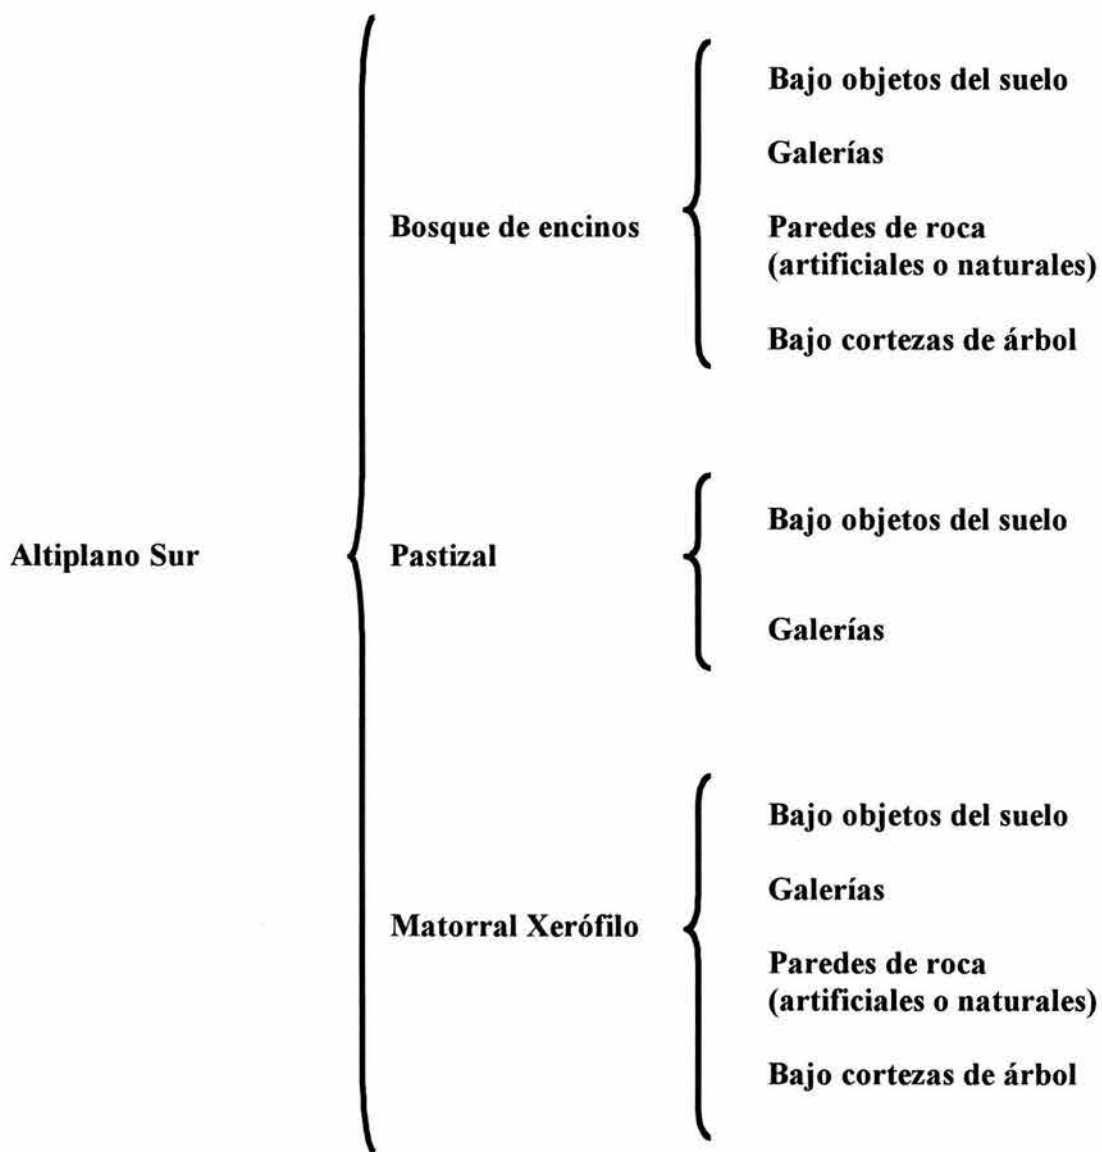 Altiplano Sur
Bosque de encinos
Bajo objetos del suelo
Galerías
Paredes de roca
(artificiales o naturales)
Bajo cortezas de árbol
Pastizal
Bajo objetos del suelo
Galerías
Matorral Xerófilo
Bajo objetos del suelo
Galerías
Paredes de roca
(artificiales o naturales)
Bajo cortezas de árbol